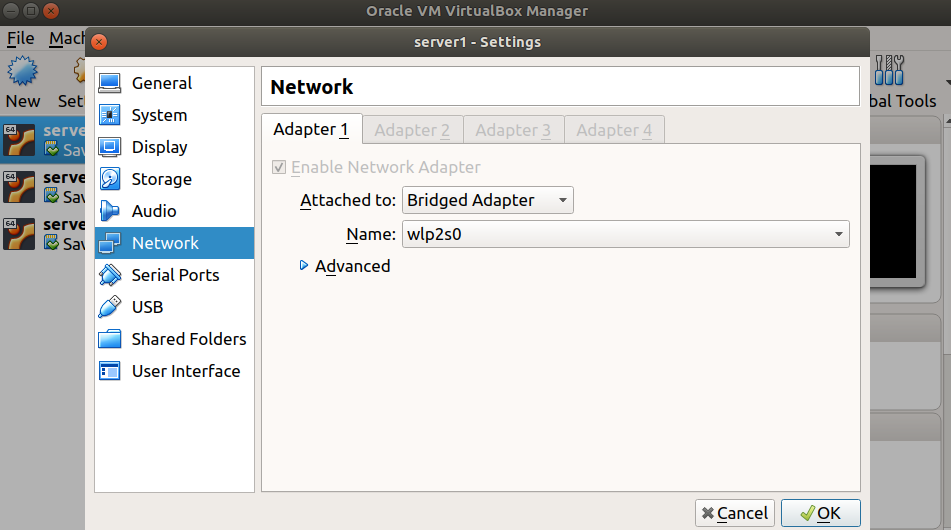 Oracle VM VirtualBox Manager
File Mach
server1 - Settings
New Set
bal Tools
64 serve
Sav
64 serve
Sav
64 serve
Sav
General
System
Display
Storage
Audio
Network
Serial Ports
USB
Shared Folders
User Interface
Network
Adapter 1 Adapter 2 Adapter 3 Adapter 4
Enable Network Adapter
Attached to: Bridged Adapter
Name: wlp2s0
Advanced
Cancel OK